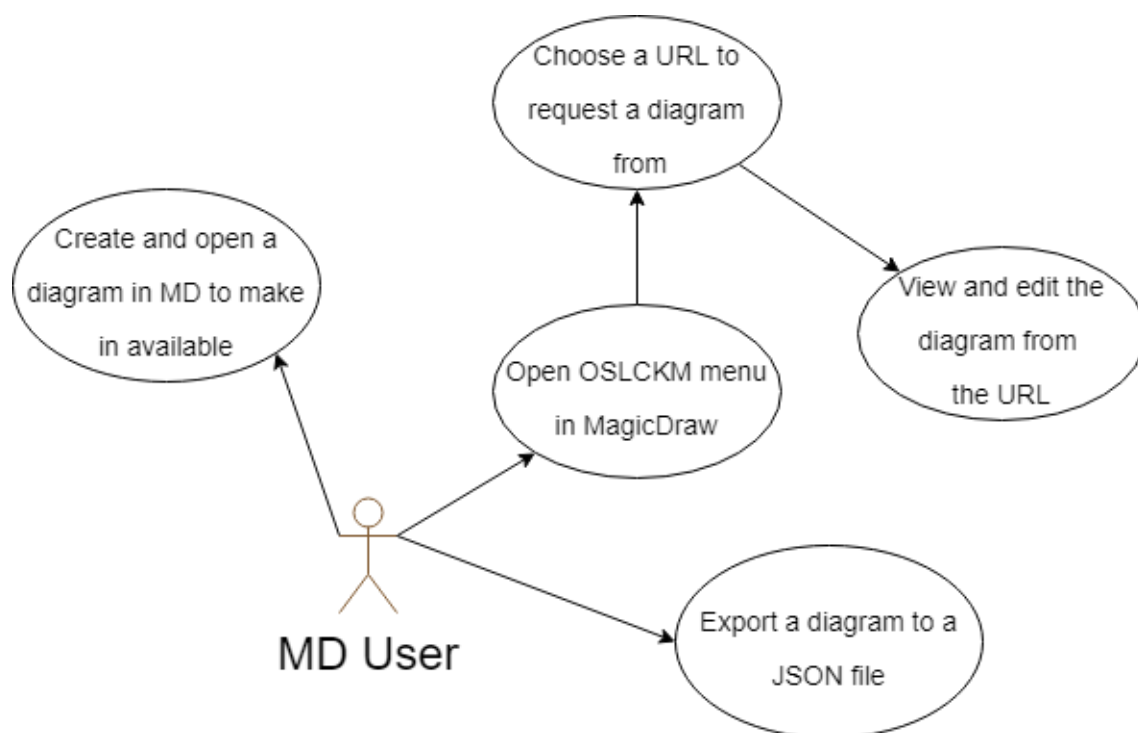 Choose a URL to
request a diagram
from
Create and open a
diagram in MD to make
in available
View and edit the
diagram from
the URL
Open OSLCKM menu
in MagicDraw
Export a diagram to a
JSON file
MD User